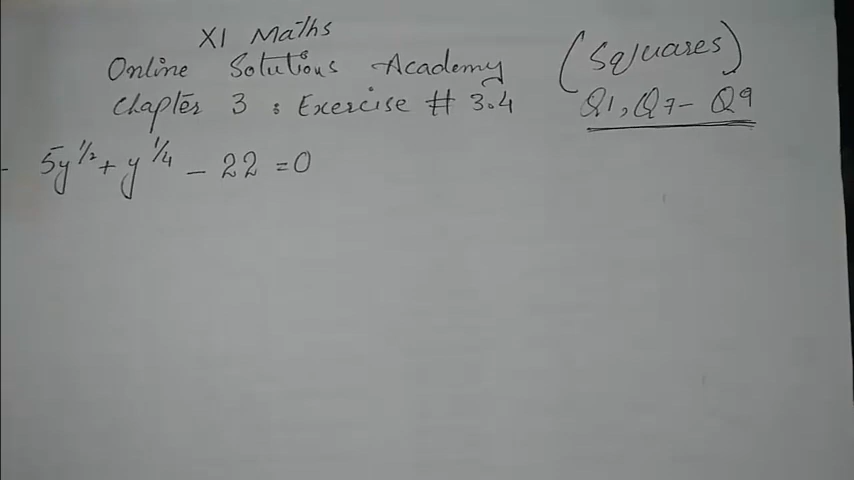 XI Maths
Online Solutions Academy
Chapter 3 : Exercise # 3.4
(Squares)
Q1, Q7 - Q9
- 5y^1/2 + y^1/4 - 22 = 0